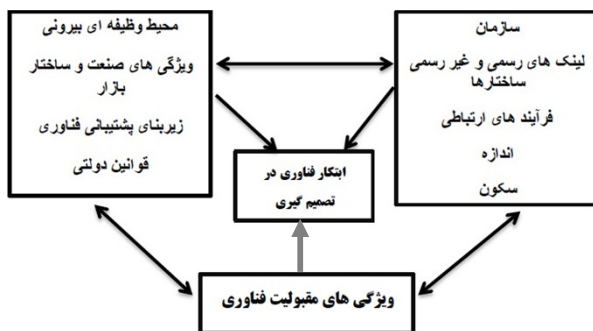 سازمان
لینک های رسمی و غیر رسمی
ساختارها
فرآیند های ارتباطی
اندازه
سکون
محیط وظیفه ای بیرونی
ویژگی های صنعت و ساختار
بازار
زیربنای پشتیبانی فناوری
قوانین دولتی
ابتکار فناوری در
تصمیم گیری
ویژگی های مقبولیت فناوری